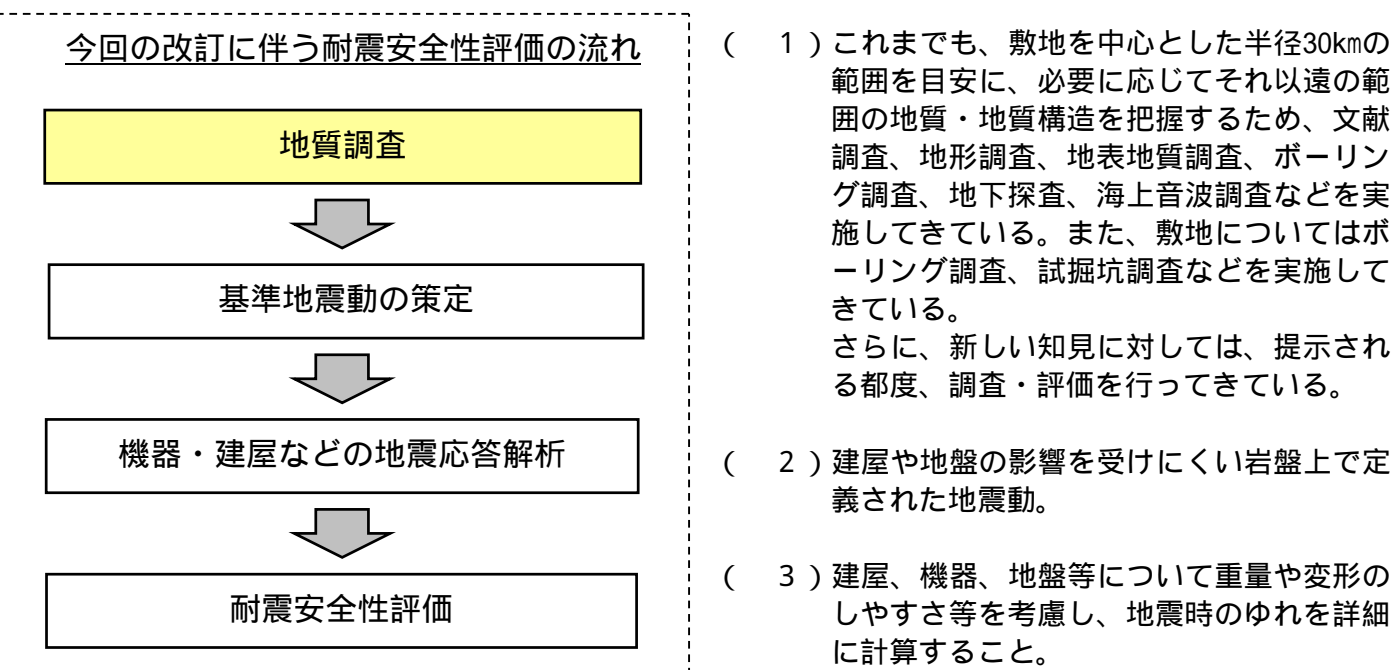 今回の改訂に伴う耐震安全性評価の流れ
地質調査
基準地震動の策定
機器・建屋などの地震応答解析
耐震安全性評価
( 1)これまでも、敷地を中心とした半径30㎞の
範囲を目安に、必要に応じてそれ以遠の範
囲の地質・地質構造を把握するため、文献
調査、地形調査、地表地質調査、ボーリン
グ調査、地下探査、海上音波調査などを実
施してきている。また、敷地についてはボ
ーリング調査、試掘坑調査などを実施して
きている。
さらに、新しい知見に対しては、提示され
る都度、調査・評価を行ってきている。
( 2)建屋や地盤の影響を受けにくい岩盤上で定
義された地震動。
( 3)建屋、機器、地盤等について重量や変形の
しやすさ等を考慮し、地震時のゆれを詳細
に計算すること。